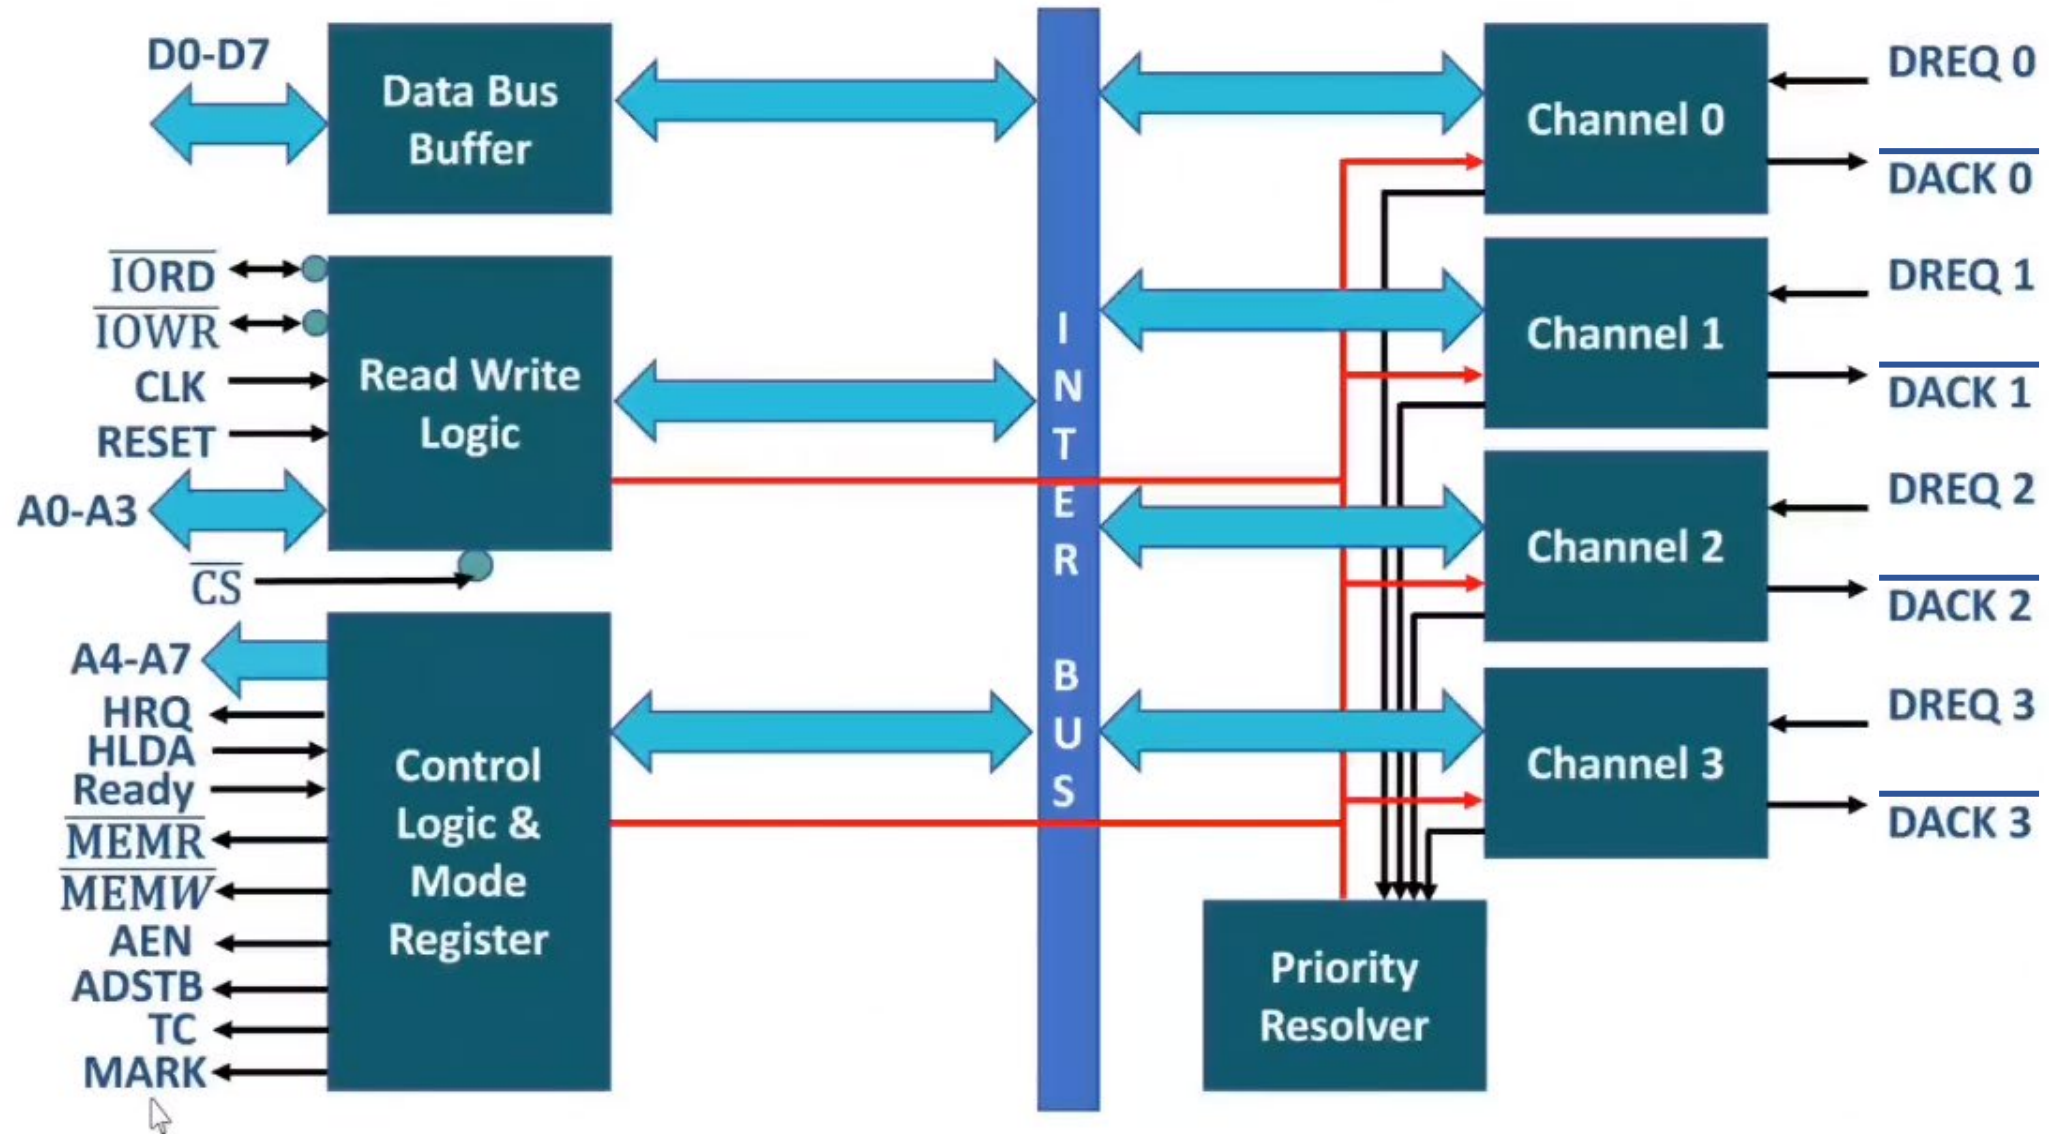 D0-D7
Data Bus
Buffer
IORD
IOWR
CLK
RESET
A0-A3
CS
Read Write
Logic
A4-A7
HRQ
HLDA
Ready
MEMR
MEMW
AEN
ADSTB
TC
MARK
Control
Logic &
Mode
Register
INTER BUS
Channel 0
DREQ 0
DACK 0
Channel 1
DREQ 1
DACK 1
Channel 2
DREQ 2
DACK 2
Channel 3
DREQ 3
DACK 3
Priority
Resolver